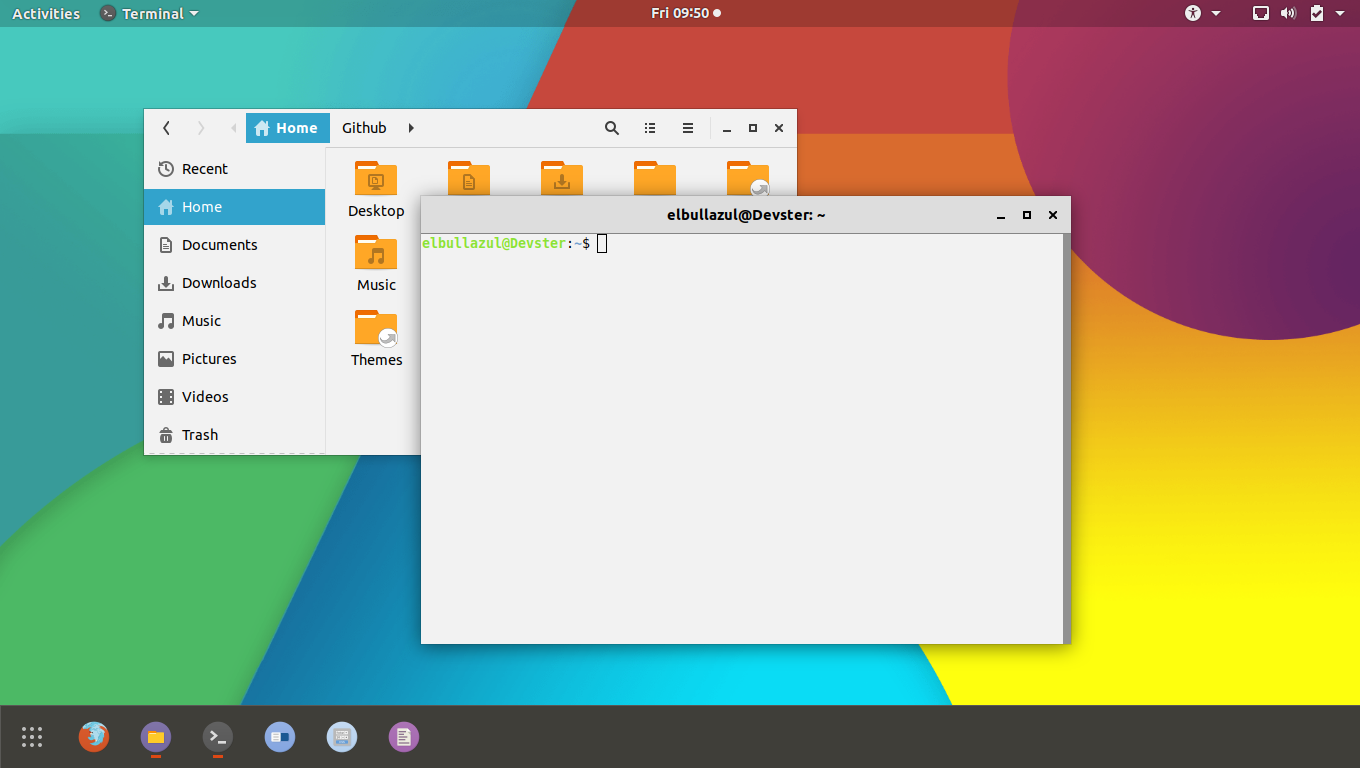 Activities
Terminal
Fri 09:50
Home
Github
Recent
Home
Documents
Downloads
Music
Pictures
Videos
Trash
Desktop
Music
Themes
elbullazul@Devster: ~
elbullazul@Devster:~$